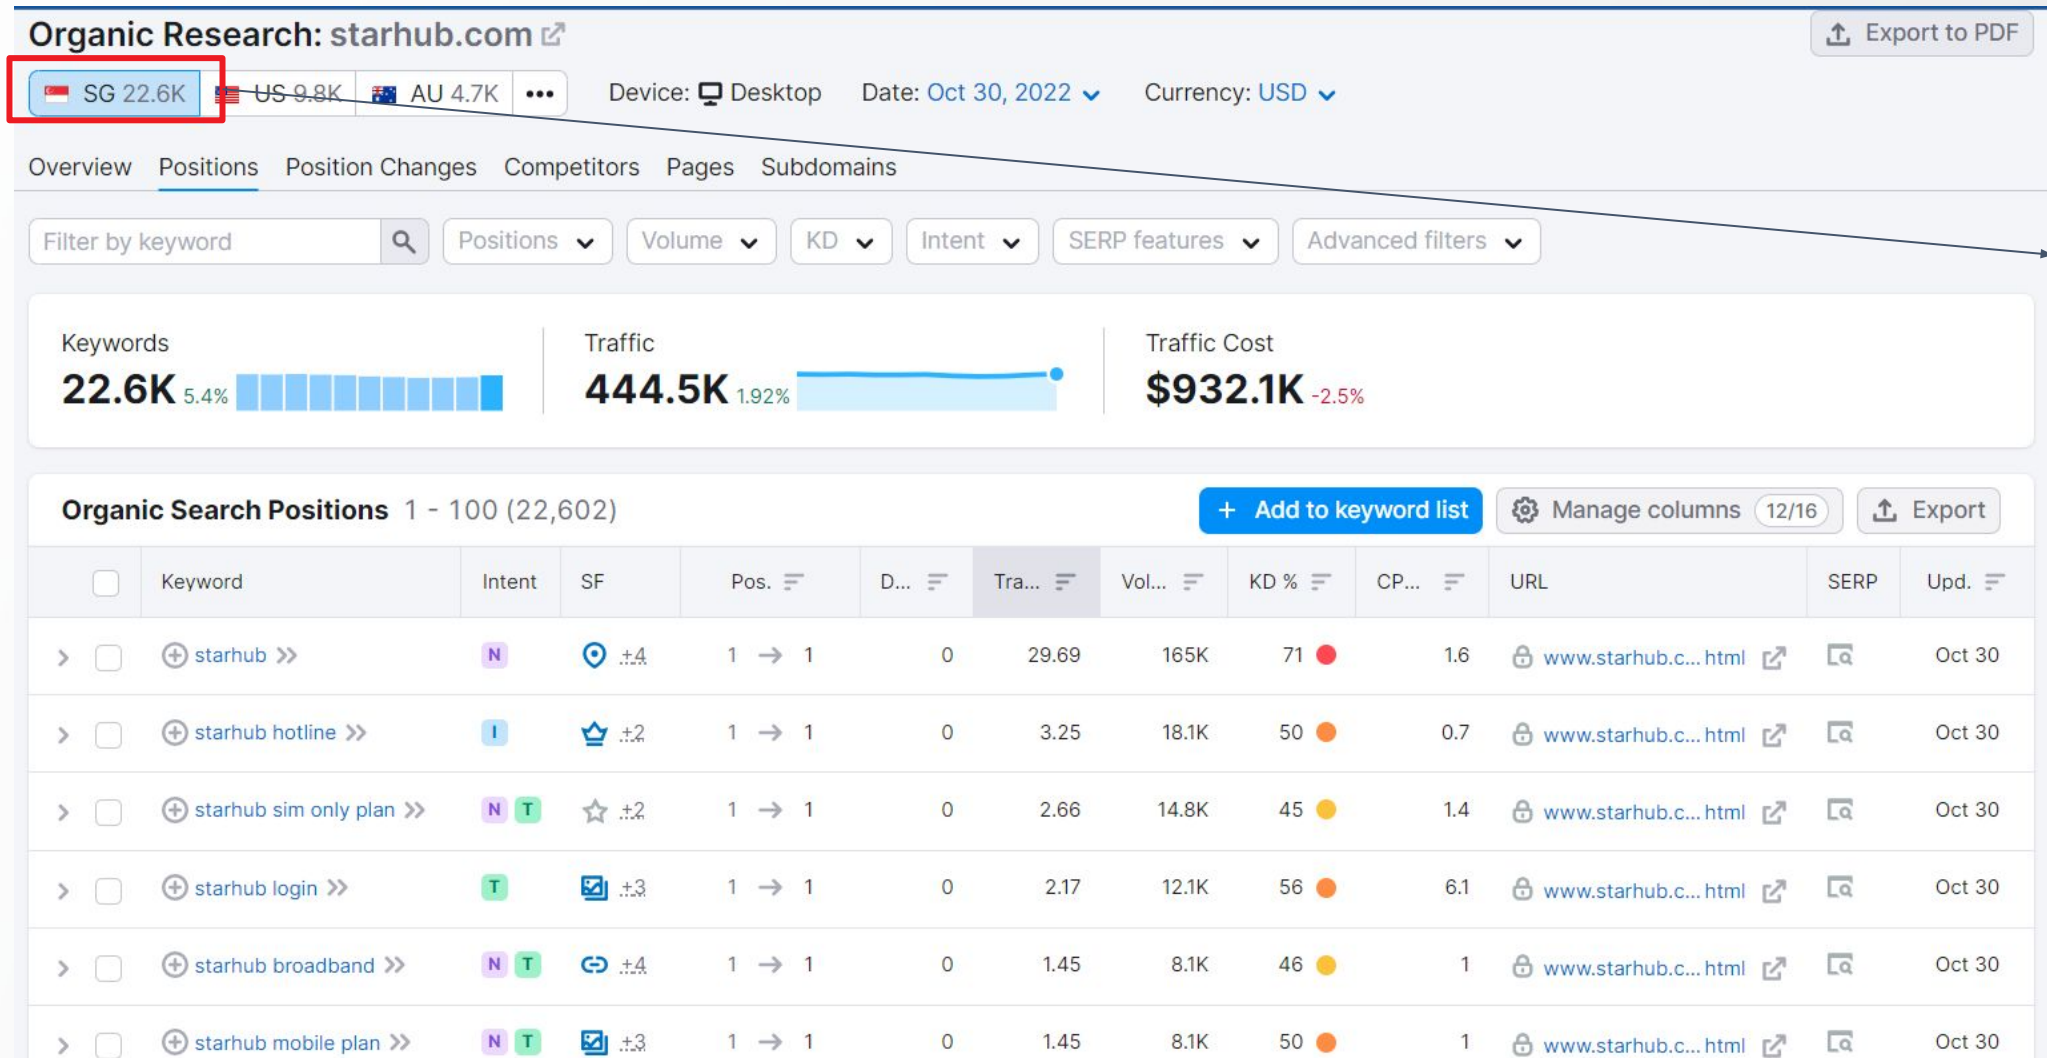 Organic Research: starhub.com
Export to PDF
SG 22.6K US 9.8K AU 4.7K ••• Device: Desktop Date: Oct 30, 2022 Currency: USD
Overview Positions Position Changes Competitors Pages Subdomains
Filter by keyword Positions Volume KD Intent SERP features Advanced filters
Keywords Traffic Traffic Cost
22.6K 5.4% 444.5K 1.92% $932.1K -2.5%
Organic Search Positions 1 - 100 (22,602) + Add to keyword list Manage columns 12/16 Export
Keyword Intent SF Pos. D... Tra... Vol... KD % CP... URL SERP Upd.
starhub N +4 1 → 1 0 29.69 165K 71 1.6 www.starhub.c... html Oct 30
starhub hotline I +2 1 → 1 0 3.25 18.1K 50 0.7 www.starhub.c... html Oct 30
starhub sim only plan N T +2 1 → 1 0 2.66 14.8K 45 1.4 www.starhub.c... html Oct 30
starhub login T +3 1 → 1 0 2.17 12.1K 56 6.1 www.starhub.c... html Oct 30
starhub broadband N T +4 1 → 1 0 1.45 8.1K 46 1 www.starhub.c... html Oct 30
starhub mobile plan N T +3 1 → 1 0 1.45 8.1K 50 1 www.starhub.c... html Oct 30